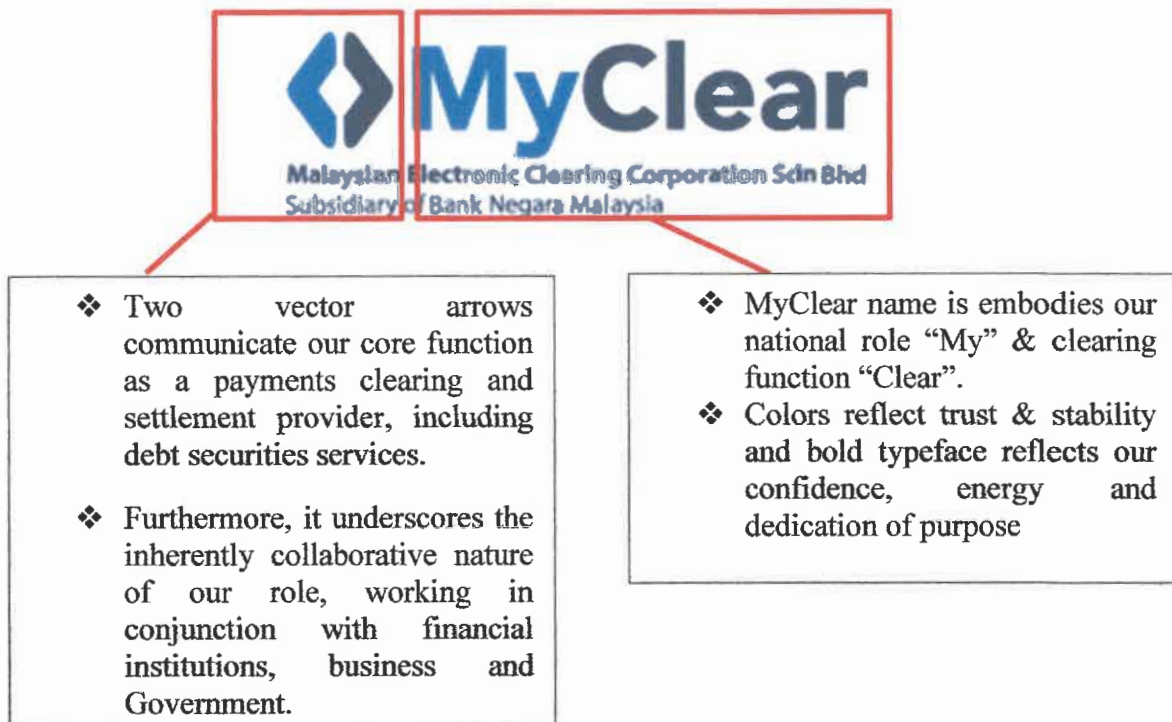 MyClear
Malaysian Electronic Clearing Corporation Sdn Bhd
Subsidiary of Bank Negara Malaysia
❖ Two vector arrows
communicate our core function
as a payments clearing and
settlement provider, including
debt securities services.
❖ Furthermore, it underscores the
inherently collaborative nature
of our role, working in
conjunction with financial
institutions, business and
Government.
❖ MyClear name is embodies our
national role “My” & clearing
function “Clear”.
❖ Colors reflect trust & stability
and bold typeface reflects our
confidence, energy and
dedication of purpose